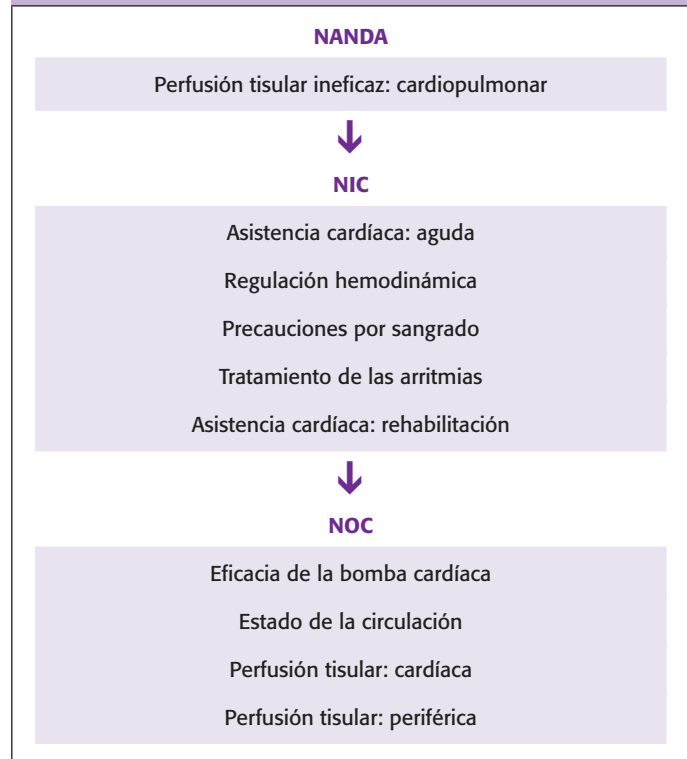 NANDA
Perfusión tisular ineficaz: cardiopulmonar
NIC
Asistencia cardíaca: aguda
Regulación hemodinámica
Precauciones por sangrado
Tratamiento de las arritmias
Asistencia cardíaca: rehabilitación
NOC
Eficacia de la bomba cardíaca
Estado de la circulación
Perfusión tisular: cardíaca
Perfusión tisular: periférica